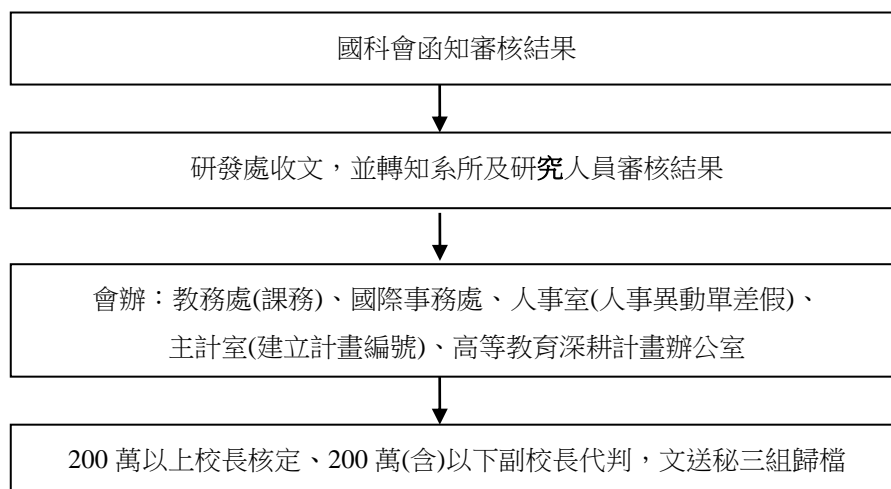 國科會函知審核結果
研發處收文，並轉知系所及研究人員審核結果
會辦：教務處(課務)、國際事務處、人事室(人事異動單差假)、
主計室(建立計畫編號)、高等教育深耕計畫辦公室
200 萬以上校長核定、200 萬(含)以下副校長代判，文送秘三組歸檔